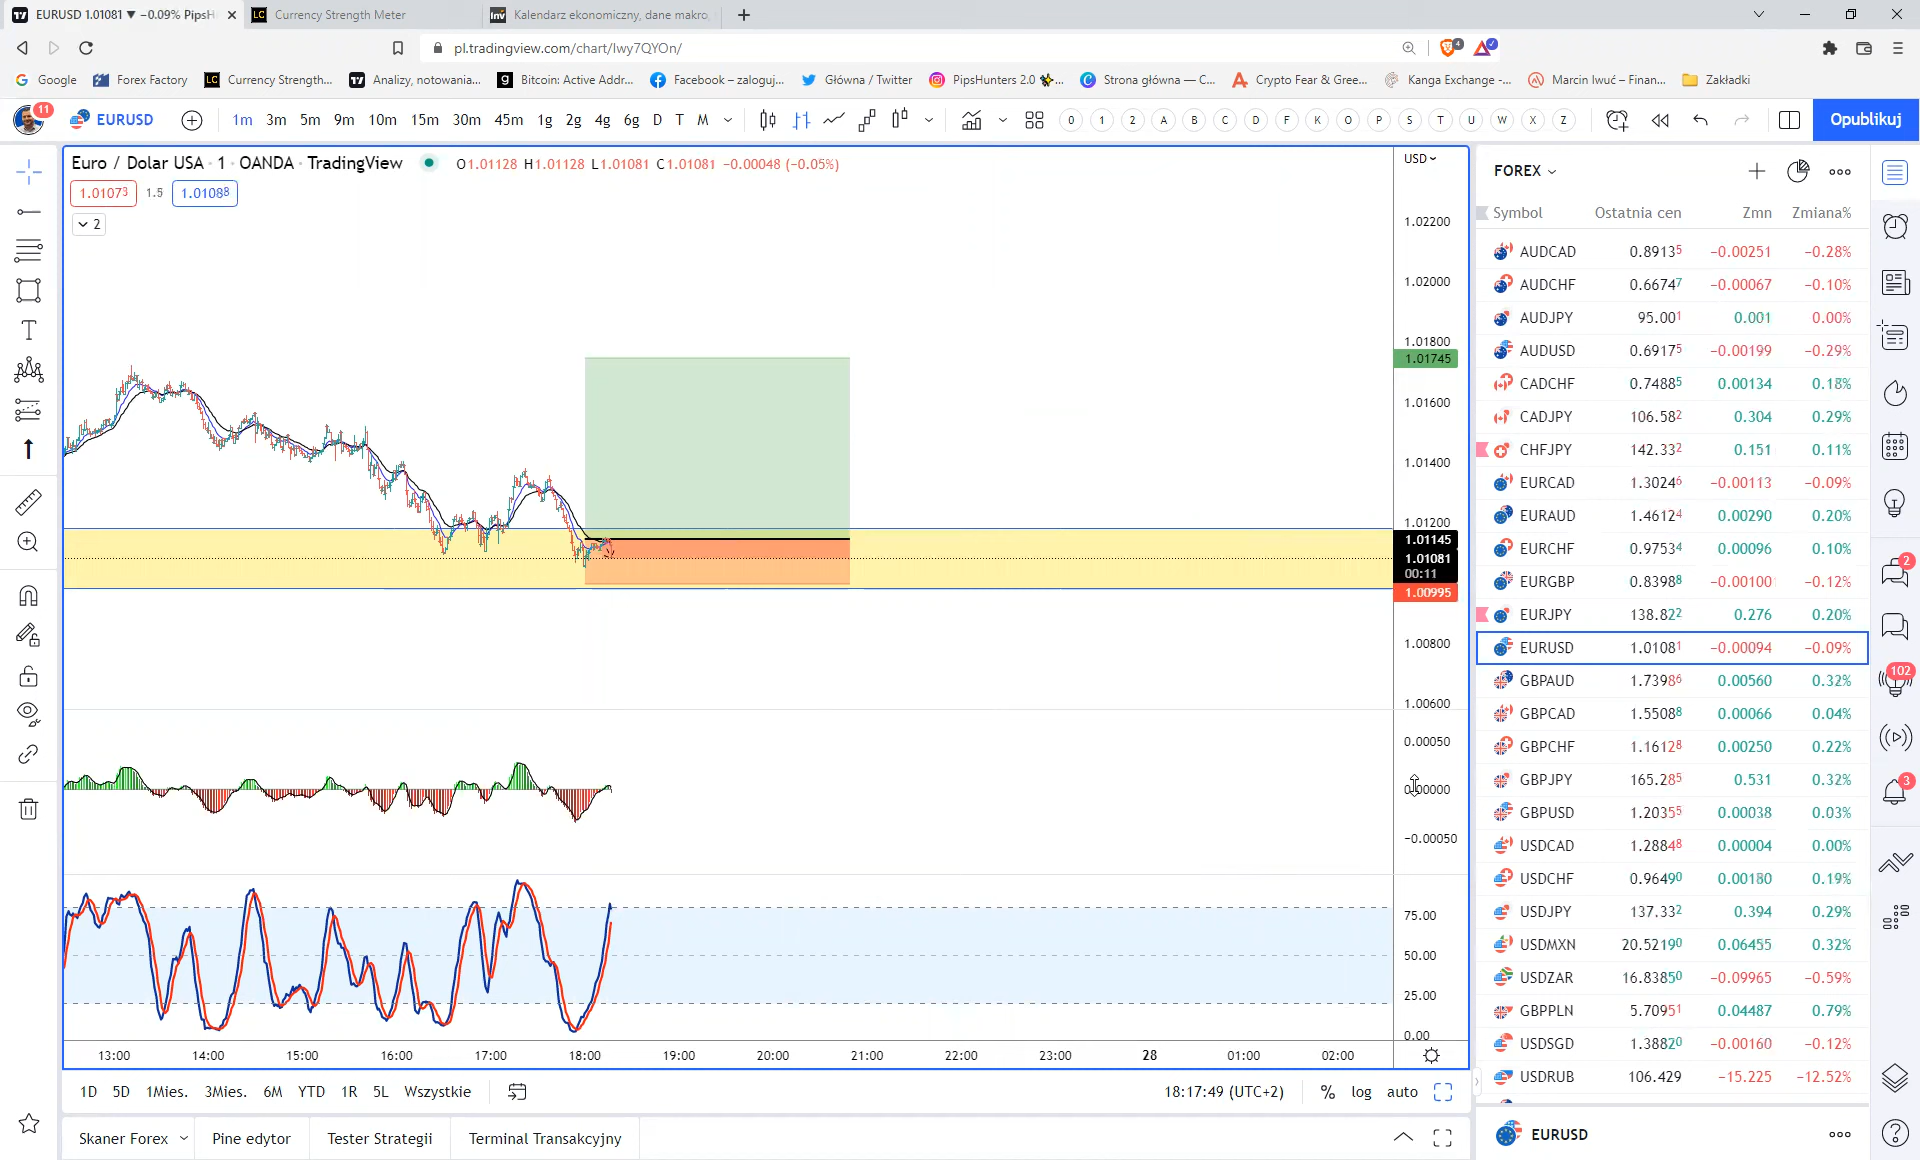 EURUSD 1.01081 ▼ −0.09% PipsH
Currency Strength Meter
Kalendarz ekonomiczny, dane makro,
pl.tradingview.com/chart/Iwy7QYOn/
4
Google
Forex Factory
Currency Strength...
Analizy, notowania...
Bitcoin: Active Addr...
Facebook – zaloguj...
Główna / Twitter
PipsHunters 2.0
Strona główna — C...
Crypto Fear & Gree...
Kanga Exchange -...
Marcin Iwuć – Finan...
Zakładki
11
EURUSD
1m 3m 5m 9m 10m 15m 30m 45m 1g 2g 4g 6g D T M
0 1 2 A B C D F K O P S T U W X Z
Opublikuj
Euro / Dolar USA · 1 · OANDA · TradingView
O1.01128 H1.01128 L1.01081 C1.01081 −0.00048 (−0.05%)
1.01073 1.5 1.01088
2
USD
1.02200
1.02000
1.01800
1.01745
1.01600
1.01400
1.01200
1.01145
1.01081
00:11
1.00995
1.00800
1.00600
0.00050
0.00000
−0.00050
75.00
50.00
25.00
0.00
13:00 14:00 15:00 16:00 17:00 18:00 19:00 20:00 21:00 22:00 23:00 28 01:00 02:00
1D 5D 1Mies. 3Mies. 6M YTD 1R 5L Wszystkie
18:17:49 (UTC+2) % log auto
Skaner Forex
Pine edytor
Tester Strategii
Terminal Transakcyjny
FOREX
Symbol Ostatnia cen Zmn Zmiana%
AUDCAD 0.89135 −0.00251 −0.28%
AUDCHF 0.66747 −0.00067 −0.10%
AUDJPY 95.001 0.001 0.00%
AUDUSD 0.69175 −0.00199 −0.29%
CADCHF 0.74885 0.00134 0.18%
CADJPY 106.582 0.304 0.29%
CHFJPY 142.332 0.151 0.11%
EURCAD 1.30246 −0.00113 −0.09%
EURAUD 1.46124 0.00290 0.20%
EURCHF 0.97534 0.00096 0.10%
EURGBP 0.83988 −0.00100 −0.12%
EURJPY 138.822 0.276 0.20%
EURUSD 1.01081 −0.00094 −0.09%
GBPAUD 1.73986 0.00560 0.32%
GBPCAD 1.55088 0.00066 0.04%
GBPCHF 1.16128 0.00250 0.22%
GBPJPY 165.285 0.531 0.32%
GBPUSD 1.20355 0.00038 0.03%
USDCAD 1.28848 0.00004 0.00%
USDCHF 0.96490 0.00180 0.19%
USDJPY 137.332 0.394 0.29%
USDMXN 20.52190 0.06455 0.32%
USDZAR 16.83850 −0.09965 −0.59%
GBPPLN 5.70951 0.04487 0.79%
USDSGD 1.38820 −0.00160 −0.12%
USDRUB 106.429 −15.225 −12.52%
EURUSD
2
102
3